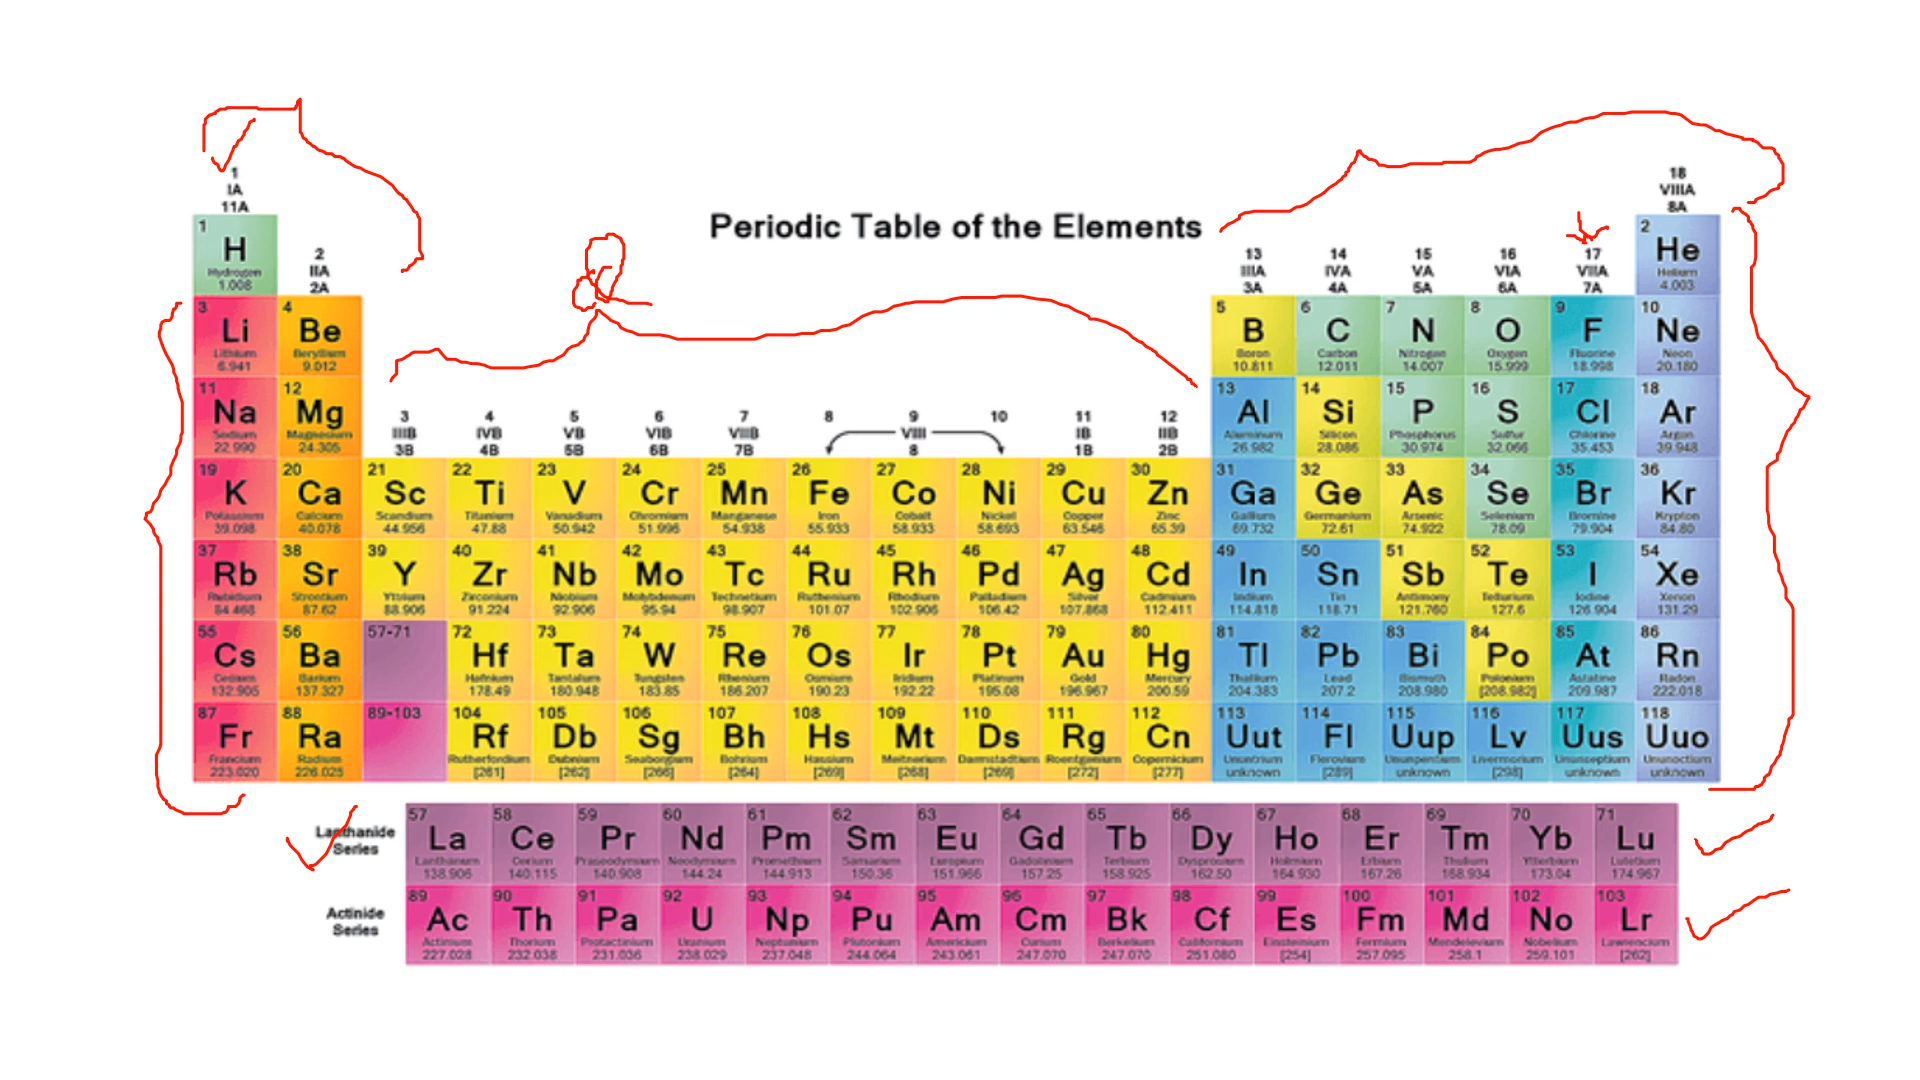 Periodic Table of the Elements
1 18
IA VIIIA
11A 8A
1 2
H He
Hydrogen Helium
1.008 4.003
2 13 14 15 16 17
IIA IIIA IVA VA VIA VIIA
2A 3A 4A 5A 6A 7A
3 4 5 6 7 8 9 10
Li Be B C N O F Ne
Lithium Beryllium Boron Carbon Nitrogen Oxygen Fluorine Neon
6.941 9.012 10.811 12.011 14.007 15.999 18.998 20.180
11 12 13 14 15 16 17 18
Na Mg Al Si P S Cl Ar
Sodium Magnesium Aluminum Silicon Phosphorus Sulfur Chlorine Argon
22.990 24.305 26.982 28.086 30.974 32.066 35.453 39.948
3 4 5 6 7 8 9 10 11 12
IIIB IVB VB VIB VIIB VIII IB IIB
3B 4B 5B 6B 7B 8 1B 2B
19 20 21 22 23 24 25 26 27 28 29 30 31 32 33 34 35 36
K Ca Sc Ti V Cr Mn Fe Co Ni Cu Zn Ga Ge As Se Br Kr
Potassium Calcium Scandium Titanium Vanadium Chromium Manganese Iron Cobalt Nickel Copper Zinc Gallium Germanium Arsenic Selenium Bromine Krypton
39.098 40.078 44.956 47.88 50.942 51.996 54.938 55.933 58.933 58.693 63.546 65.39 69.732 72.61 74.922 78.09 79.904 84.80
37 38 39 40 41 42 43 44 45 46 47 48 49 50 51 52 53 54
Rb Sr Y Zr Nb Mo Tc Ru Rh Pd Ag Cd In Sn Sb Te I Xe
Rubidium Strontium Yttrium Zirconium Niobium Molybdenum Technetium Ruthenium Rhodium Palladium Silver Cadmium Indium Tin Antimony Tellurium Iodine Xenon
84.468 87.62 88.906 91.224 92.906 95.94 98.907 101.07 102.906 106.42 107.868 112.411 114.818 118.71 121.760 127.6 126.904 131.29
55 56 57-71 72 73 74 75 76 77 78 79 80 81 82 83 84 85 86
Cs Ba Hf Ta W Re Os Ir Pt Au Hg Tl Pb Bi Po At Rn
Cesium Barium Hafnium Tantalum Tungsten Rhenium Osmium Iridium Platinum Gold Mercury Thallium Lead Bismuth Polonium Astatine Radon
132.905 137.327 178.49 180.948 183.85 186.207 190.23 192.22 195.08 196.967 200.59 204.383 207.2 208.980 [208.982] 209.987 222.018
87 88 89-103 104 105 106 107 108 109 110 111 112 113 114 115 116 117 118
Fr Ra Rf Db Sg Bh Hs Mt Ds Rg Cn Uut Fl Uup Lv Uus Uuo
Francium Radium Rutherfordium Dubnium Seaborgium Bohrium Hassium Meitnerium Darmstadtium Roentgenium Copernicium Ununtrium Flerovium Ununpentium Livermorium Ununseptium Ununoctium
223.020 226.025 [261] [262] [266] [264] [269] [268] [269] [272] [277] unknown [289] unknown [298] unknown unknown
57 58 59 60 61 62 63 64 65 66 67 68 69 70 71
Lanthanide Series
La Ce Pr Nd Pm Sm Eu Gd Tb Dy Ho Er Tm Yb Lu
Lanthanum Cerium Praseodymium Neodymium Promethium Samarium Europium Gadolinium Terbium Dysprosium Holmium Erbium Thulium Ytterbium Lutetium
138.906 140.115 140.908 144.24 144.913 150.36 151.966 157.25 158.925 162.50 164.930 167.26 168.934 173.04 174.967
89 90 91 92 93 94 95 96 97 98 99 100 101 102 103
Actinide Series
Ac Th Pa U Np Pu Am Cm Bk Cf Es Fm Md No Lr
Actinium Thorium Protactinium Uranium Neptunium Plutonium Americium Curium Berkelium Californium Einsteinium Fermium Mendelevium Nobelium Lawrencium
227.028 232.038 231.036 238.029 237.048 244.064 243.061 247.070 247.070 251.080 [254] 257.095 258.1 259.101 [262]